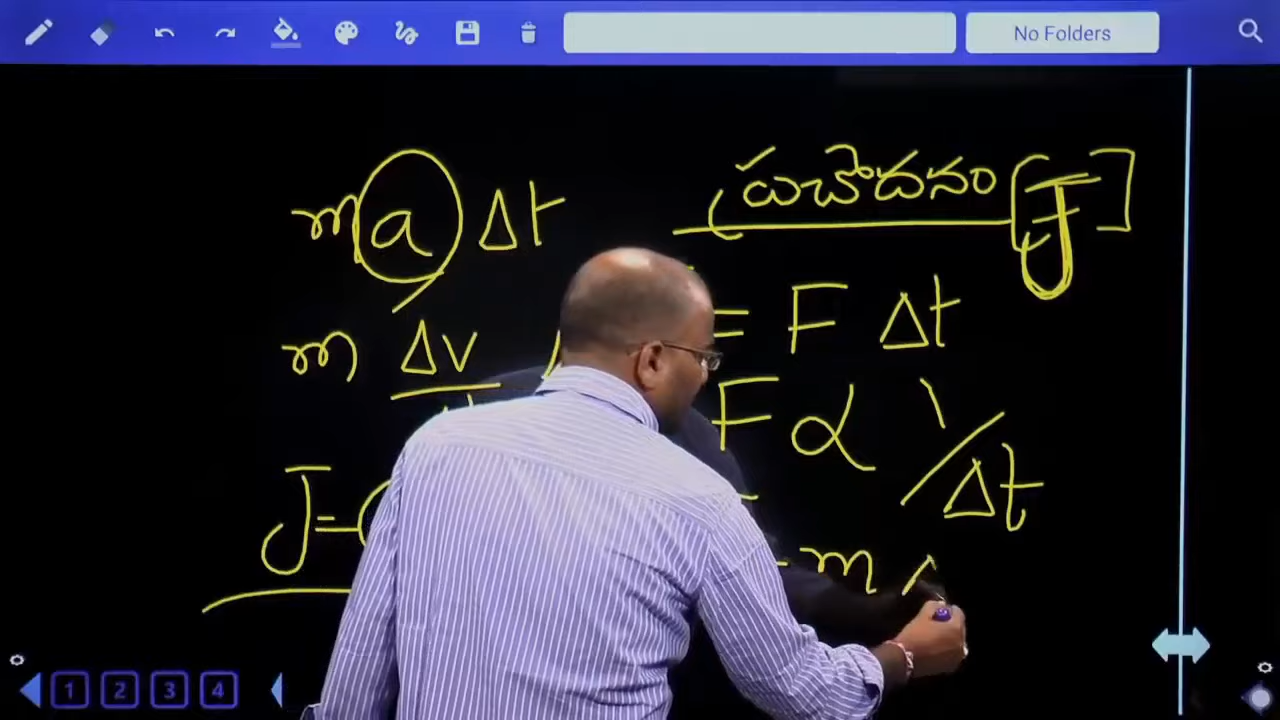 No Folders
m a Δt
ప్రచోదనం [J]
= F Δt
m Δv
F α 1/Δt
J =
m
1 2 3 4